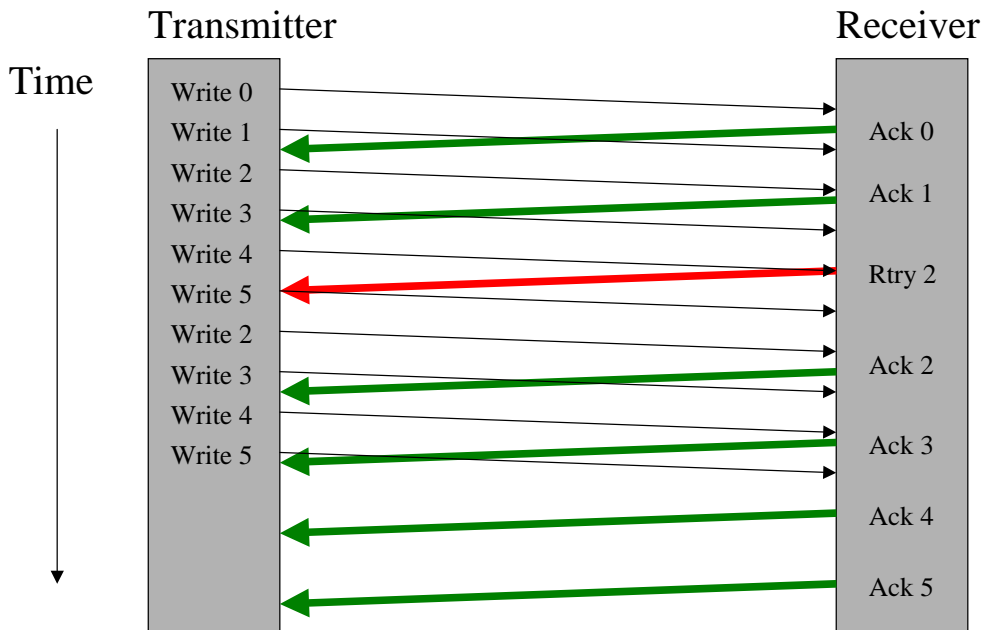 Transmitter
Receiver
Time
Write 0
Write 1
Write 2
Write 3
Write 4
Write 5
Write 2
Write 3
Write 4
Write 5
Ack 0
Ack 1
Rtry 2
Ack 2
Ack 3
Ack 4
Ack 5